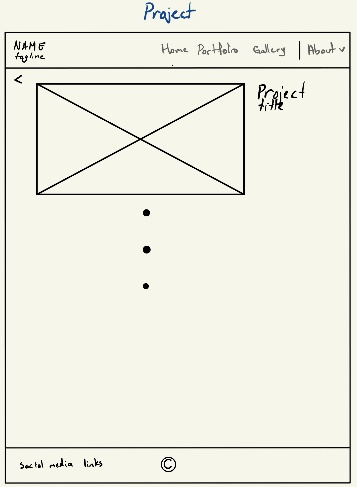 Project
NAME
tagline
Home Portfolio Gallery | About v
<
Project
title
Social media links
©